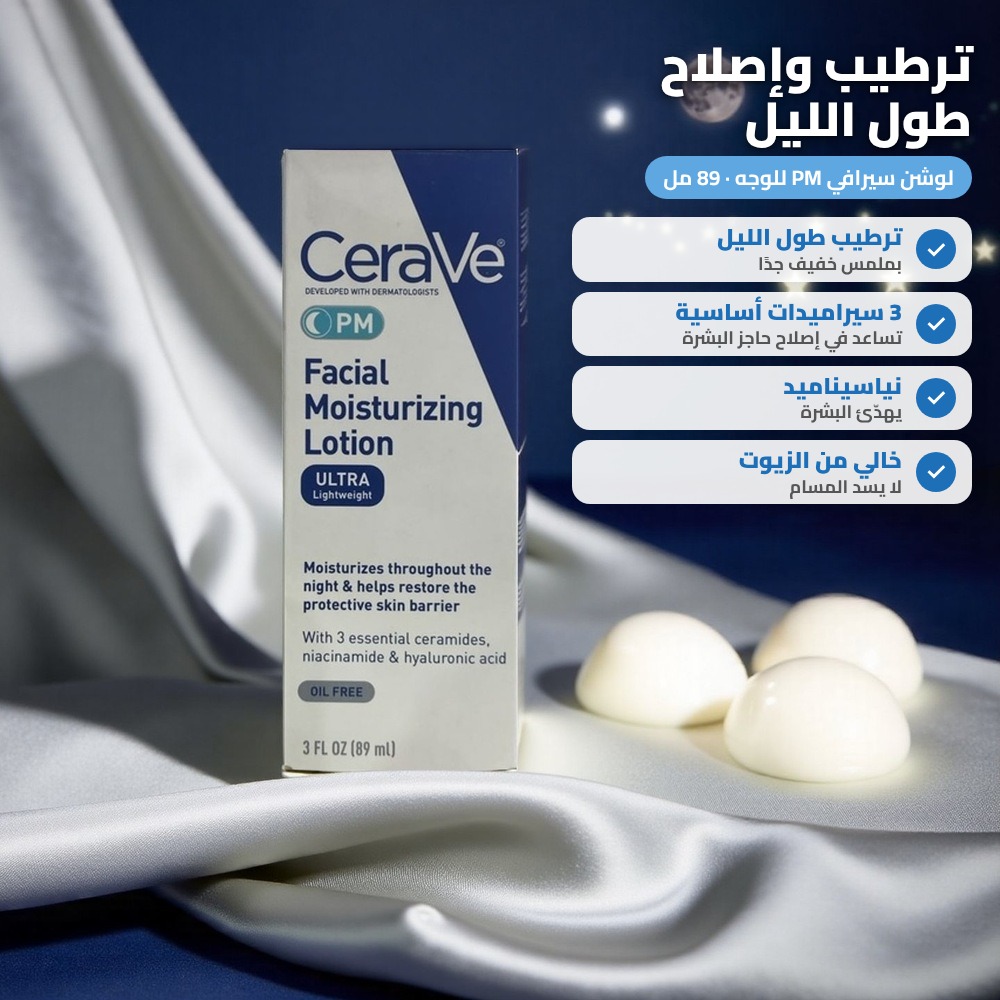 ترطيب وإصلاح
طول الليل
لوشن سيرافي PM للوجه · 89 مل
ترطيب طول الليل
بملمس خفيف جدًا
3 سيراميدات أساسية
تساعد في إصلاح حاجز البشرة
نياسيناميد
يهدّئ البشرة
خالي من الزيوت
لا يسد المسام
CeraVe®
DEVELOPED WITH DERMATOLOGISTS
PM
Facial
Moisturizing
Lotion
ULTRA
Lightweight
Moisturizes throughout the
night & helps restore the
protective skin barrier
With 3 essential ceramides,
niacinamide & hyaluronic acid
OIL FREE
3 FL OZ (89 ml)